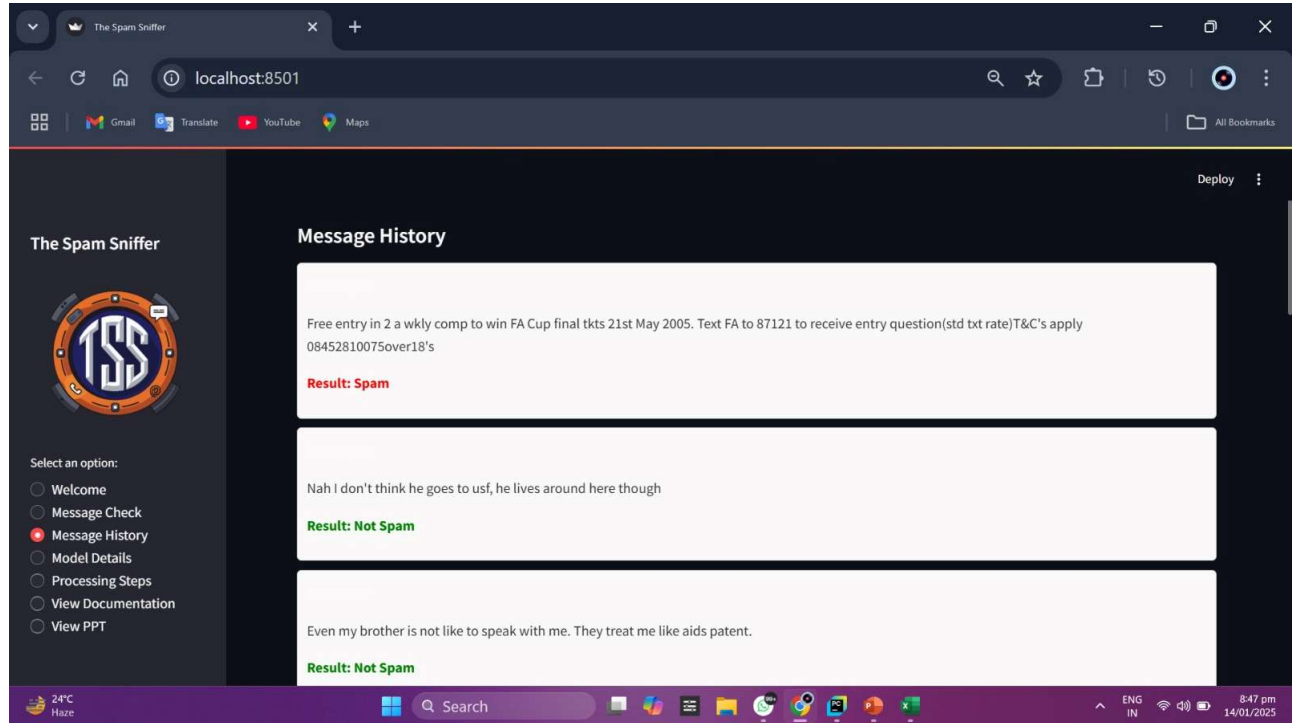 The Spam Sniffer
localhost:8501
Gmail
Translate
YouTube
Maps
All Bookmarks
Deploy
The Spam Sniffer
TSS
Select an option:
Welcome
Message Check
Message History
Model Details
Processing Steps
View Documentation
View PPT
Message History
Free entry in 2 a wkly comp to win FA Cup final tkts 21st May 2005. Text FA to 87121 to receive entry question(std txt rate)T&C's apply
08452810075over18's
Result: Spam
Nah I don't think he goes to usf, he lives around here though
Result: Not Spam
Even my brother is not like to speak with me. They treat me like aids patent.
Result: Not Spam
24°C
Haze
Search
99+
ENG
IN
8:47 pm
14/01/2025